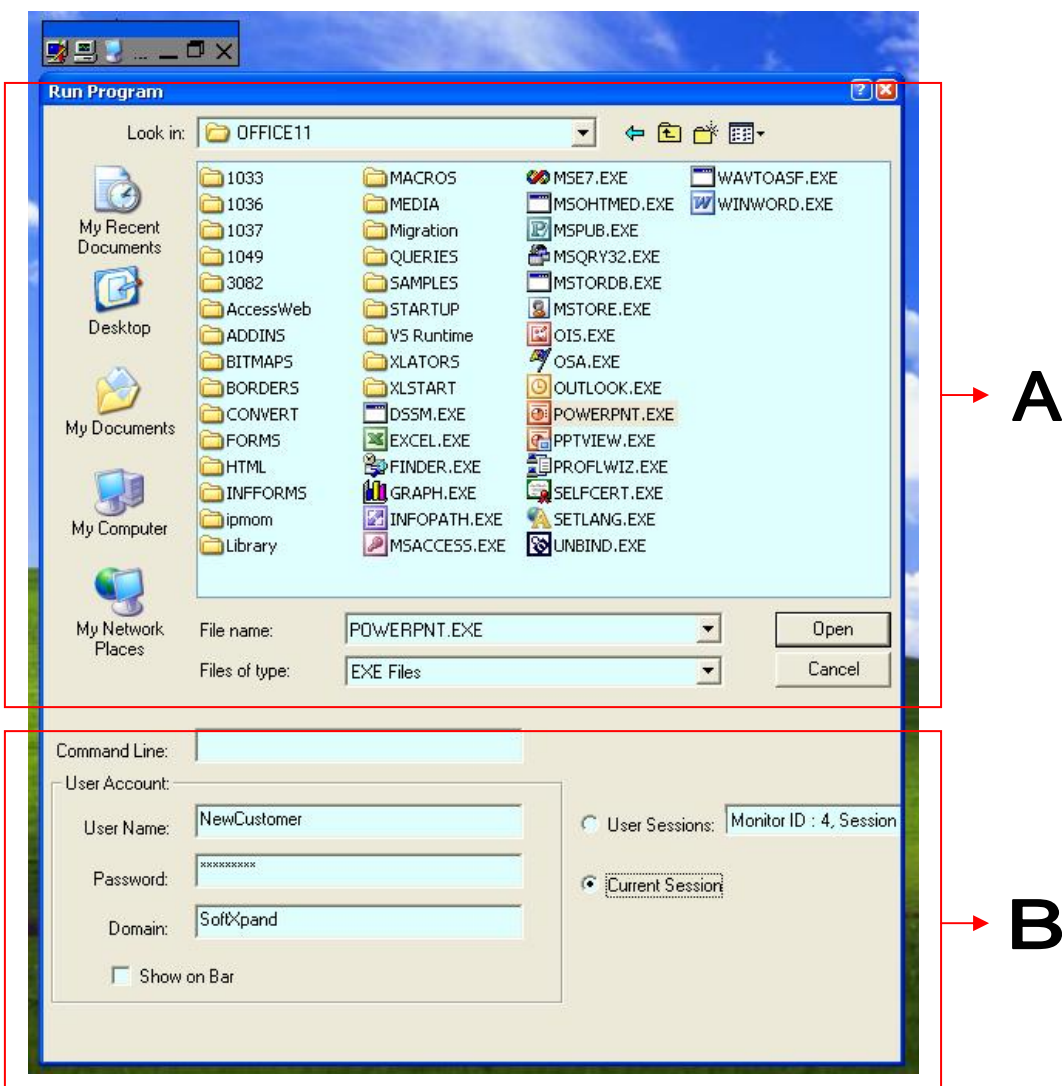 ...
Run Program
Look in: OFFICE11
My Recent Documents
Desktop
My Documents
My Computer
My Network Places
1033
1036
1037
1049
3082
AccessWeb
ADDINS
BITMAPS
BORDERS
CONVERT
FORMS
HTML
INFFORMS
ipmom
Library
MACROS
MEDIA
Migration
QUERIES
SAMPLES
STARTUP
VS Runtime
XLATORS
XLSTART
DSSM.EXE
EXCEL.EXE
FINDER.EXE
GRAPH.EXE
INFOPATH.EXE
MSACCESS.EXE
MSE7.EXE
MSOHTMED.EXE
MSPUB.EXE
MSQRY32.EXE
MSTORDB.EXE
MSTORE.EXE
OIS.EXE
OSA.EXE
OUTLOOK.EXE
POWERPNT.EXE
PPTVIEW.EXE
PROFLWIZ.EXE
SELFCERT.EXE
SETLANG.EXE
UNBIND.EXE
WAVTOASF.EXE
WINWORD.EXE
File name: POWERPNT.EXE Open
Files of type: EXE Files Cancel
A
Command Line:
User Account:
User Name: NewCustomer
Password: *********
Domain: SoftXpand
Show on Bar
User Sessions: Monitor ID : 4, Session
Current Session
B